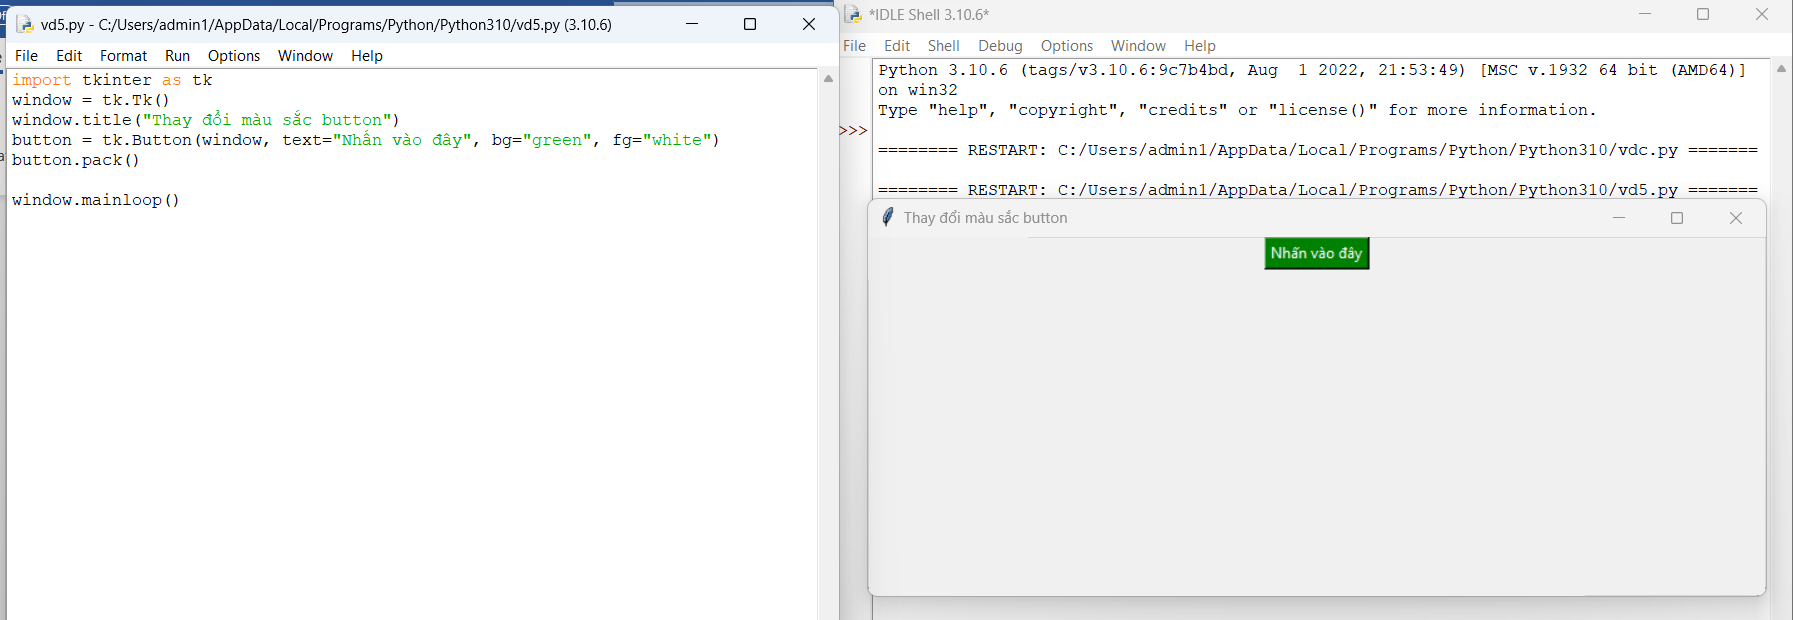 vd5.py - C:/Users/admin1/AppData/Local/Programs/Python/Python310/vd5.py (3.10.6)
File Edit Format Run Options Window Help
import tkinter as tk
window = tk.Tk()
window.title("Thay đổi màu sắc button")
button = tk.Button(window, text="Nhấn vào đây", bg="green", fg="white")
button.pack()
window.mainloop()
*IDLE Shell 3.10.6*
File Edit Shell Debug Options Window Help
Python 3.10.6 (tags/v3.10.6:9c7b4bd, Aug  1 2022, 21:53:49) [MSC v.1932 64 bit (AMD64)]
on win32
Type "help", "copyright", "credits" or "license()" for more information.
>>>
======== RESTART: C:/Users/admin1/AppData/Local/Programs/Python/Python310/vdc.py =======
======== RESTART: C:/Users/admin1/AppData/Local/Programs/Python/Python310/vd5.py =======
Thay đổi màu sắc button
Nhấn vào đây